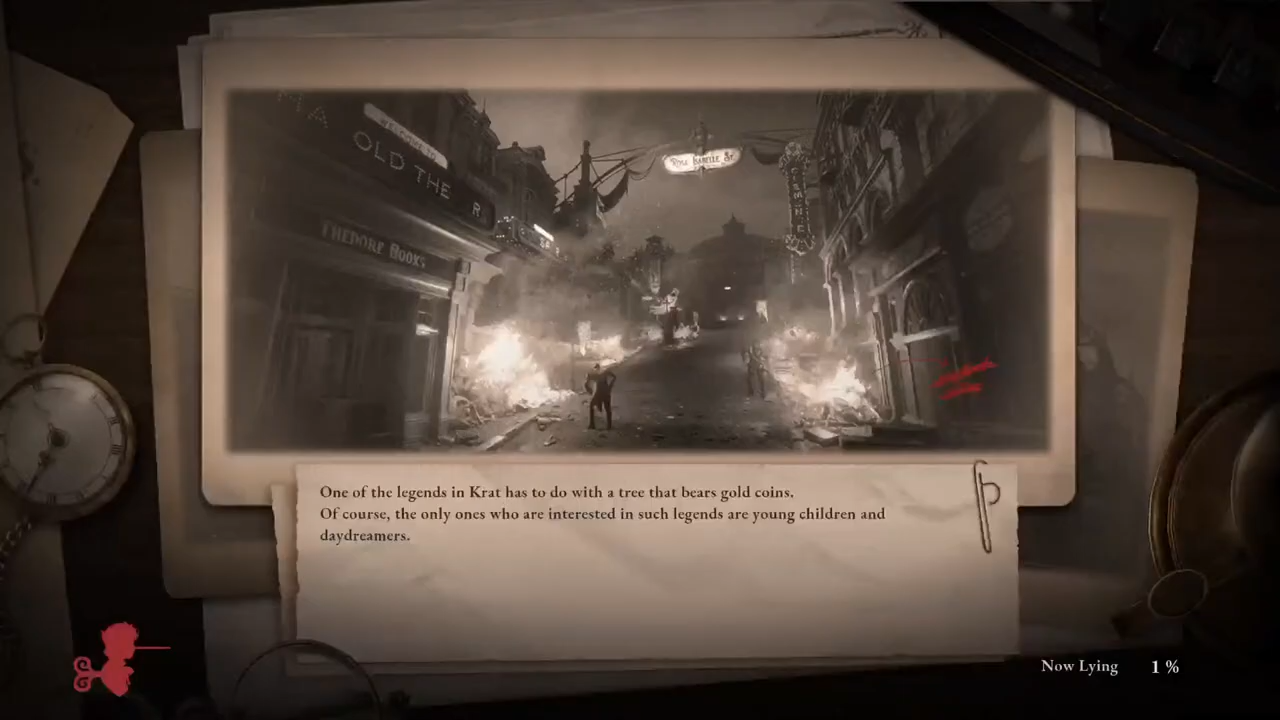 WELCOME TO
OLD THE R
THEDORE BOOKS
One of the legends in Krat has to do with a tree that bears gold coins.
Of course, the only ones who are interested in such legends are young children and
daydreamers.
Now Lying 1 %